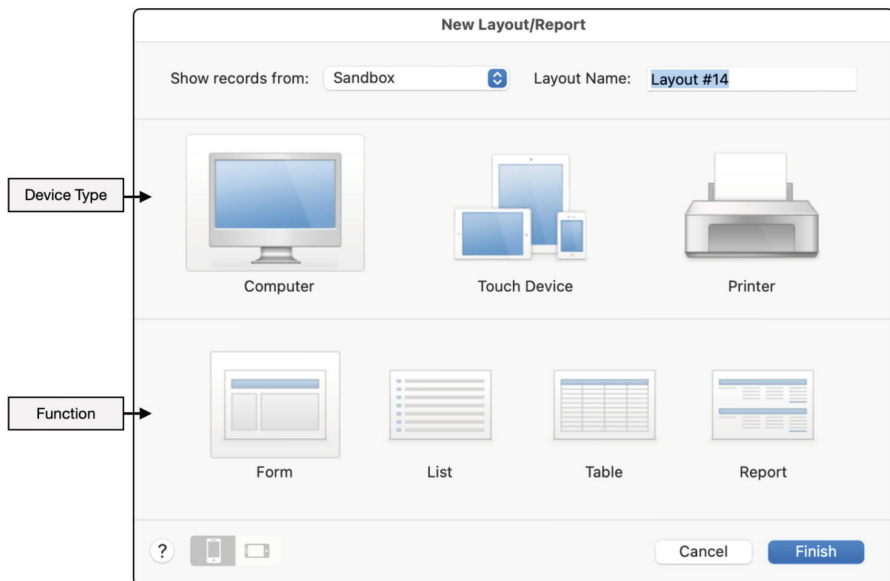 New Layout/Report
Show records from: Sandbox Layout Name: Layout #14
Device Type
Computer Touch Device Printer
Function
Form List Table Report
? Cancel Finish